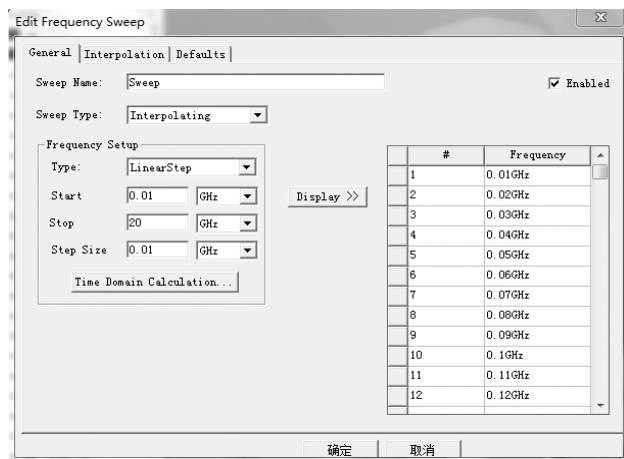 Edit Frequency Sweep
General Interpolation Defaults
Sweep Name: Sweep
Enabled
Sweep Type: Interpolating
Frequency Setup
Type: LinearStep
Start 0.01 GHz
Stop 20 GHz
Step Size 0.01 GHz
Time Domain Calculation...
Display >>
# Frequency
1 0.01GHz
2 0.02GHz
3 0.03GHz
4 0.04GHz
5 0.05GHz
6 0.06GHz
7 0.07GHz
8 0.08GHz
9 0.09GHz
10 0.1GHz
11 0.11GHz
12 0.12GHz
确定 取消